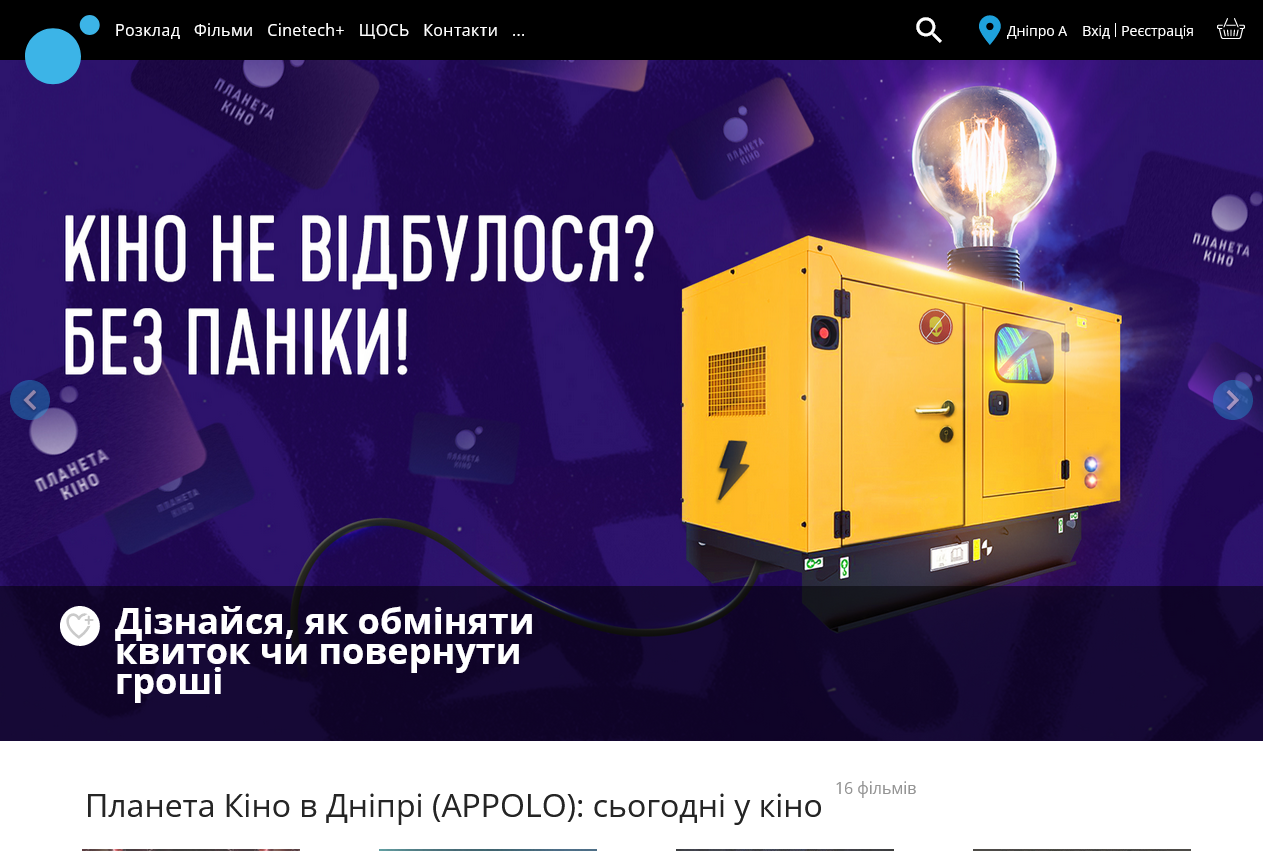 Розклад Фільми Cinetech+ ЩОСЬ Контакти ...
Дніпро А Вхід | Реєстрація
ПЛАНЕТА
КІНО
ПЛАНЕТА
КІНО
ПЛАНЕТА
КІНО
КІНО НЕ ВІДБУЛОСЯ?
БЕЗ ПАНІКИ!
ПЛАНЕТА
КІНО
ПЛАНЕТА
КІНО
ПЛАНЕТА
КІНО
Дізнайся, як обміняти
квиток чи повернути
гроші
Планета Кіно в Дніпрі (APPOLO): сьогодні у кіно
16 фільмів